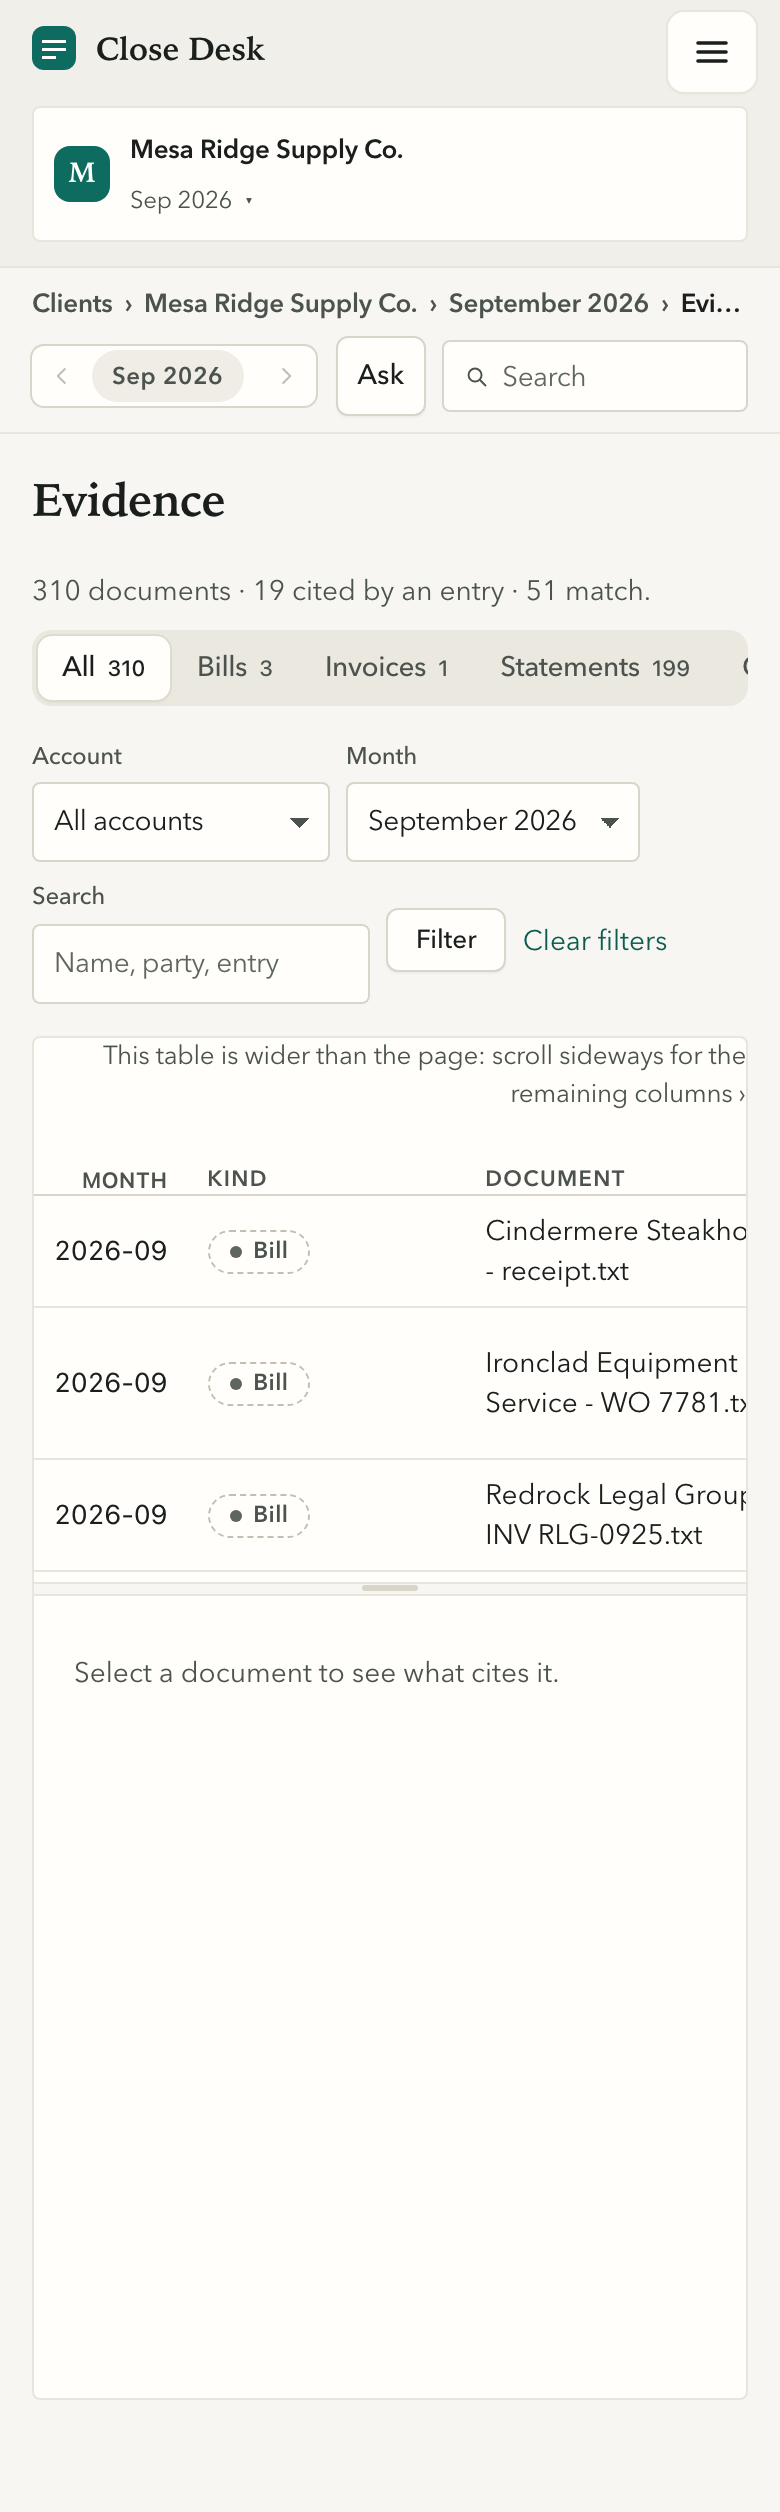 Close Desk
M
Mesa Ridge Supply Co.
Sep 2026 ▾
Clients › Mesa Ridge Supply Co. › September 2026 › Evi...
‹ Sep 2026 › Ask Search
Evidence
310 documents · 19 cited by an entry · 51 match.
All 310 Bills 3 Invoices 1 Statements 199
Account Month
All accounts September 2026
Search
Name, party, entry Filter Clear filters
This table is wider than the page: scroll sideways for the
remaining columns ›
MONTH KIND DOCUMENT
2026-09 Bill Cindermere Steakho
- receipt.txt
2026-09 Bill Ironclad Equipment
Service - WO 7781.tx
2026-09 Bill Redrock Legal Group
INV RLG-0925.txt
Select a document to see what cites it.